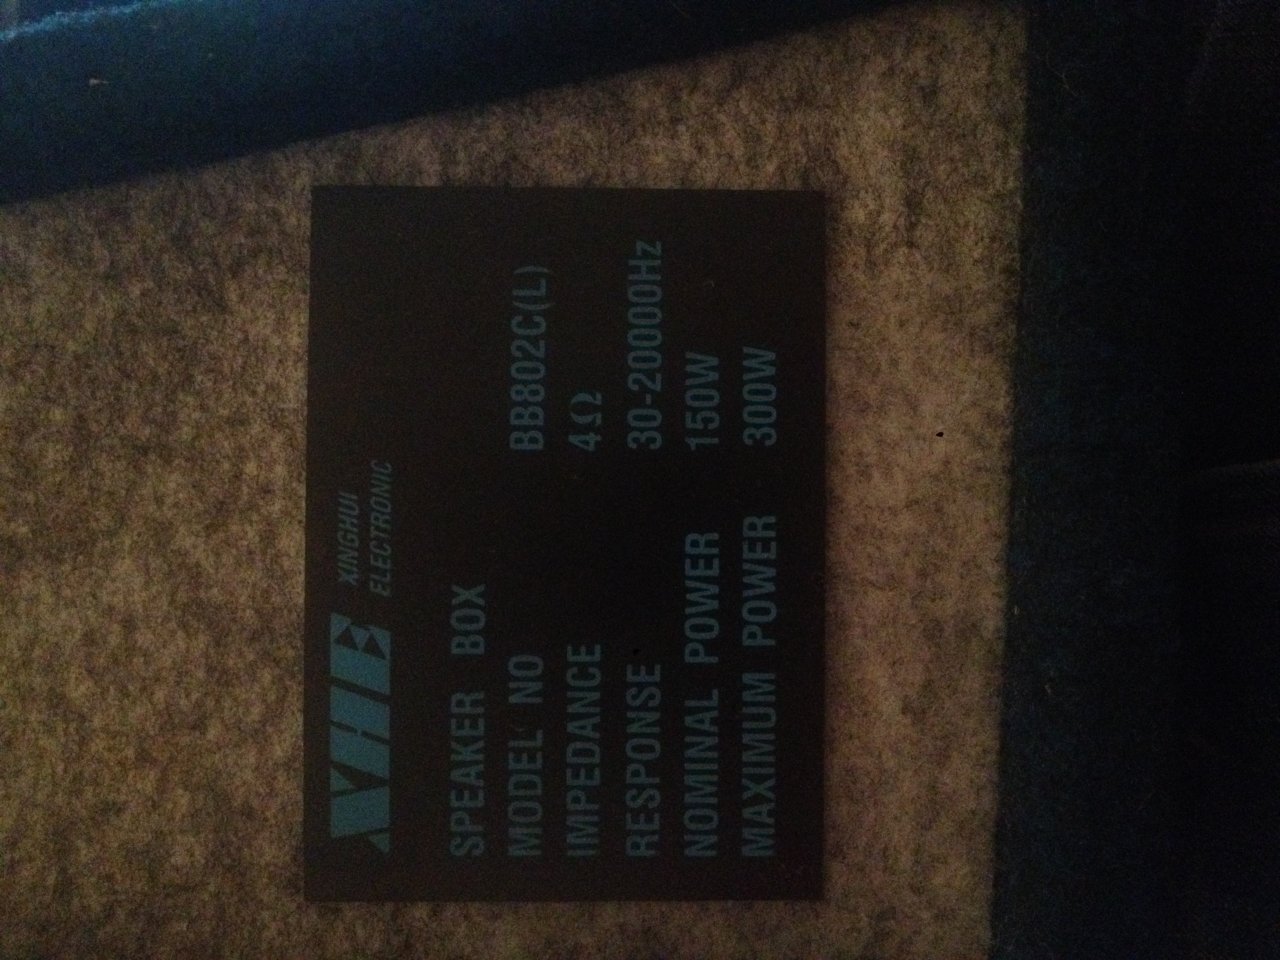 XHE XINGHUI
ELECTRONIC
SPEAKER BOX
MODEL NO BB802C(L)
IMPEDANCE 4Ω
RESPONSE 30-20000Hz
NOMINAL POWER 150W
MAXIMUM POWER 300W